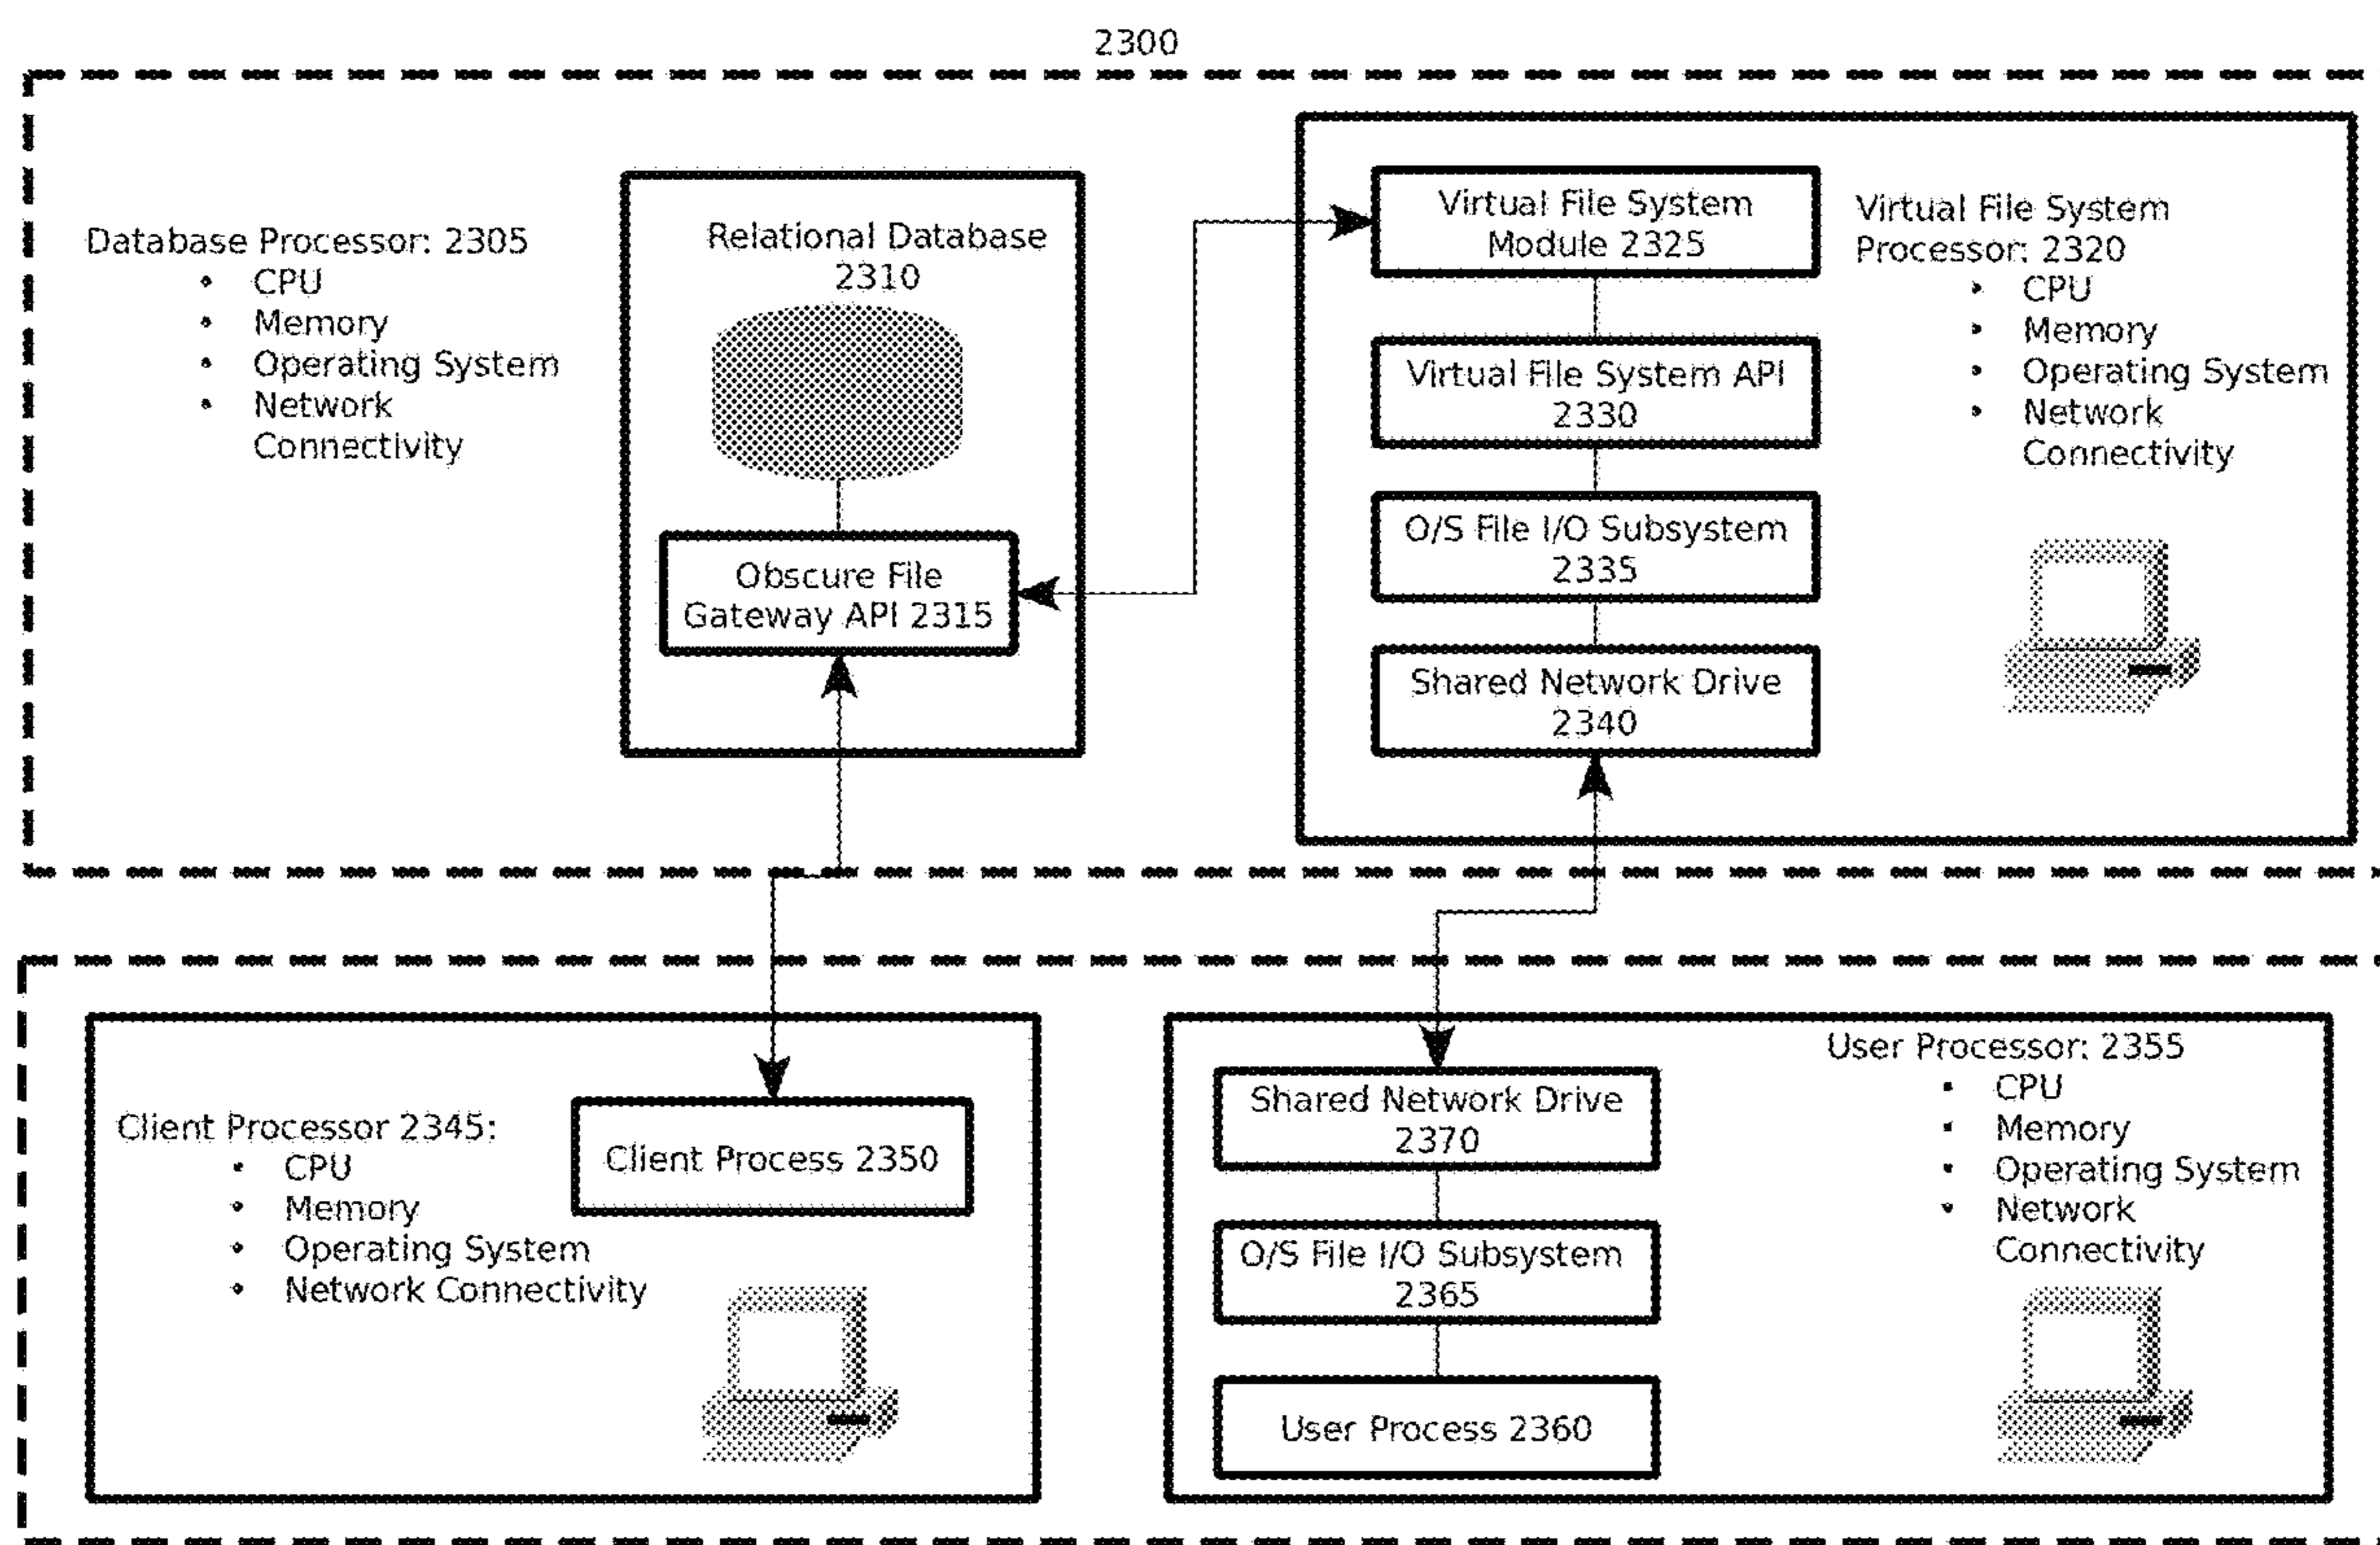 2300
Database Processor: 2305
• CPU
• Memory
• Operating System
• Network
Connectivity
Relational Database
2310
Obscure File
Gateway API 2315
Virtual File System
Module 2325
Virtual File System API
2330
O/S File I/O Subsystem
2335
Shared Network Drive
2340
Virtual File System
Processor: 2320
• CPU
• Memory
• Operating System
• Network
Connectivity
Client Processor 2345:
• CPU
• Memory
• Operating System
• Network Connectivity
Client Process 2350
Shared Network Drive
2370
O/S File I/O Subsystem
2365
User Process 2360
User Processor: 2355
• CPU
• Memory
• Operating System
• Network
Connectivity